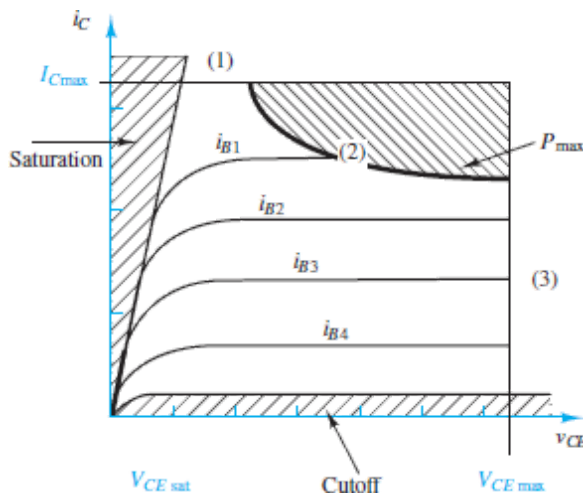 i_C
(1)
I_Cmax
Saturation
i_B1
(2)
P_max
i_B2
i_B3
(3)
i_B4
v_CE
V_CE sat
Cutoff
V_CE max